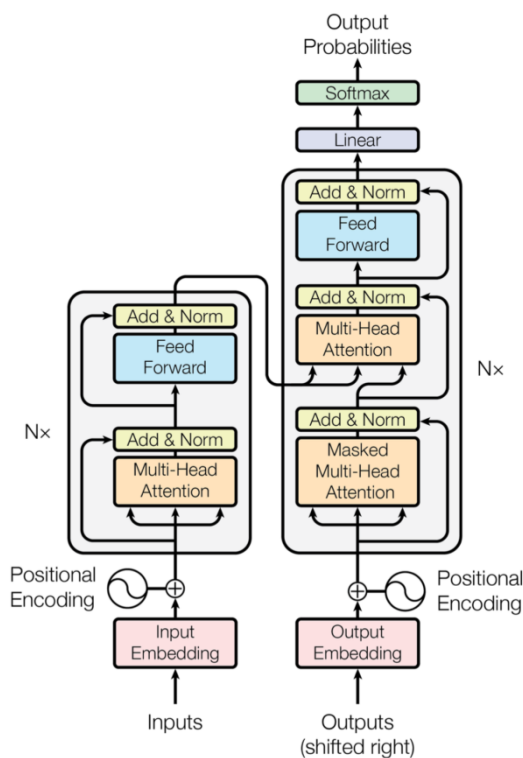 Output
Probabilities
Softmax
Linear
Add & Norm
Feed
Forward
Add & Norm
Multi-Head
Attention
Add & Norm
Masked
Multi-Head
Attention
N×
Add & Norm
Feed
Forward
Add & Norm
Multi-Head
Attention
N×
Positional
Encoding
Positional
Encoding
Input
Embedding
Output
Embedding
Inputs
Outputs
(shifted right)